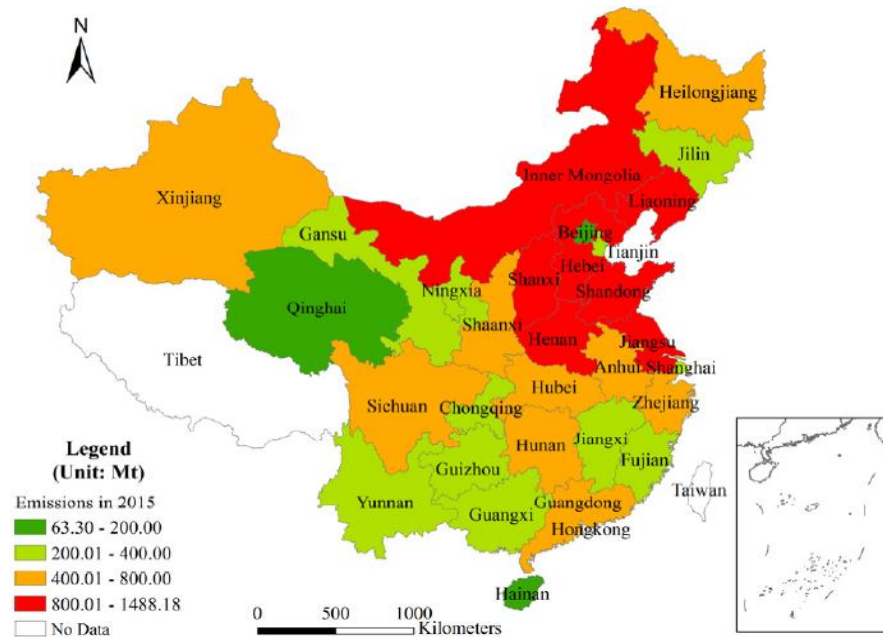 N
Heilongjiang
Jilin
Inner Mongolia
Liaoning
Xinjiang
Gansu
Beijing
Tianjin
Hebei
Shanxi
Shandong
Ningxia
Qinghai
Shaanxi
Henan
Jiangsu
Tibet
Anhui
Shanghai
Hubei
Sichuan
Chongqing
Zhejiang
Hunan
Jiangxi
Guizhou
Fujian
Yunnan
Taiwan
Guangxi
Guangdong
Hongkong
Hainan
Legend
(Unit: Mt)
Emissions in 2015
63.30 - 200.00
200.01 - 400.00
400.01 - 800.00
800.01 - 1488.18
No Data
0 500 1000
Kilometers